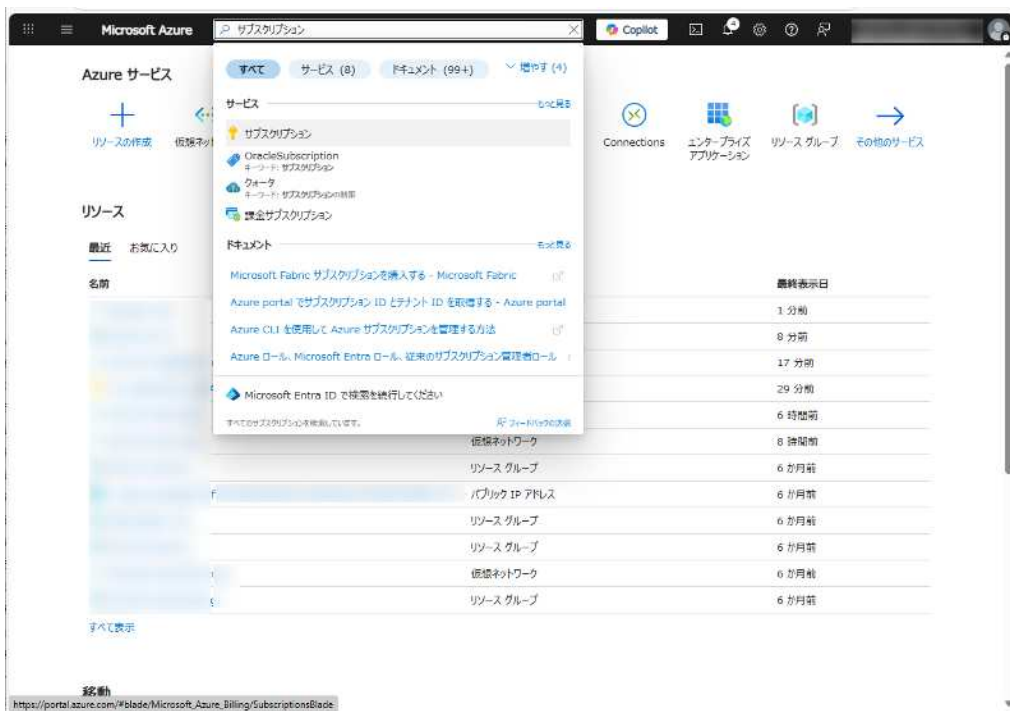 Microsoft Azure
サブスクリプション
Copilot
Azure サービス
すべて
サービス (8)
ドキュメント (99+)
増やす (4)
サービス
もっと見る
サブスクリプション
OracleSubscription
キーワード: サブスクリプション
クォータ
キーワード: サブスクリプションの制限
課金サブスクリプション
ドキュメント
もっと見る
Microsoft Fabric サブスクリプションを購入する - Microsoft Fabric
Azure portal でサブスクリプション ID とテナント ID を取得する - Azure portal
Azure CLI を使用して Azure サブスクリプションを管理する方法
Azure ロール、Microsoft Entra ロール、従来のサブスクリプション管理者ロール
Microsoft Entra ID で検索を続行してください
すべてのサブスクリプションを検索しています。
フィードバックの送信
リソースの作成
仮想ネッ
Connections
エンタープライズ
アプリケーション
リソース グループ
その他のサービス
リソース
最近
お気に入り
名前
最終表示日
1 分前
8 分前
17 分前
29 分前
6 時間前
仮想ネットワーク
8 時間前
リソース グループ
6 か月前
f
パブリック IP アドレス
6 か月前
リソース グループ
6 か月前
リソース グループ
6 か月前
仮想ネットワーク
6 か月前
リソース グループ
6 か月前
すべて表示
移動
https://portal.azure.com/#blade/Microsoft_Azure_Billing/SubscriptionsBlade